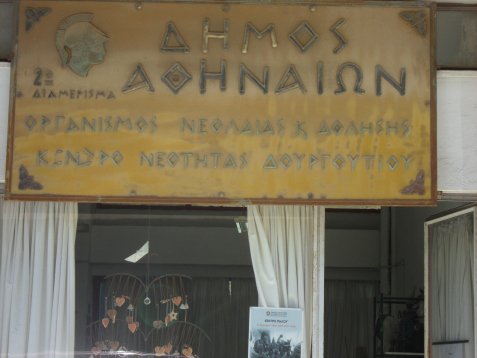 ΔΗΜΟΣ
ΑΘΗΝΑΙΩΝ
2ο
ΔΙΑΜΕΡΙΣΜΑ
ΟΡΓΑΝΙΣΜΟΣ ΝΕΟΛΑΙΑΣ & ΑΘΛΗΣΗΣ
ΚΕΝΤΡΟ ΝΕΟΤΗΤΑΣ ΔΟΥΡΓΟΥΤΙΟΥ